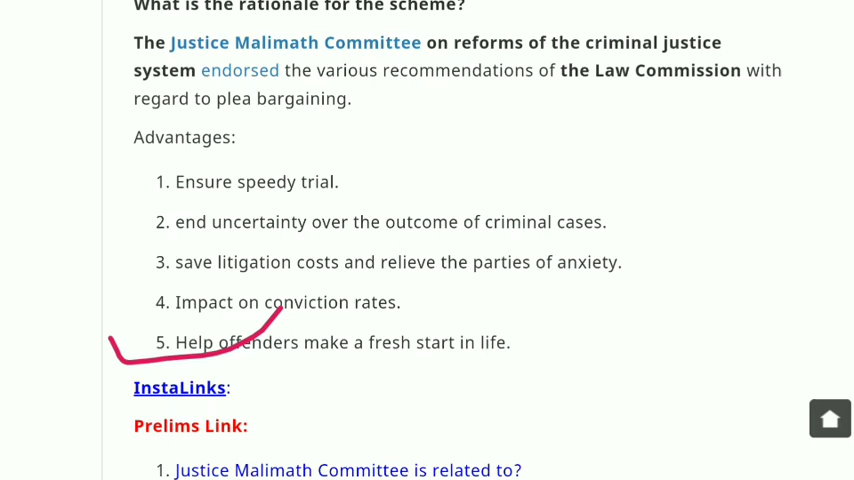 What is the rationale for the scheme?
The Justice Malimath Committee on reforms of the criminal justice
system endorsed the various recommendations of the Law Commission with
regard to plea bargaining.
Advantages:
1. Ensure speedy trial.
2. end uncertainty over the outcome of criminal cases.
3. save litigation costs and relieve the parties of anxiety.
4. Impact on conviction rates.
5. Help offenders make a fresh start in life.
InstaLinks:
Prelims Link:
1. Justice Malimath Committee is related to?